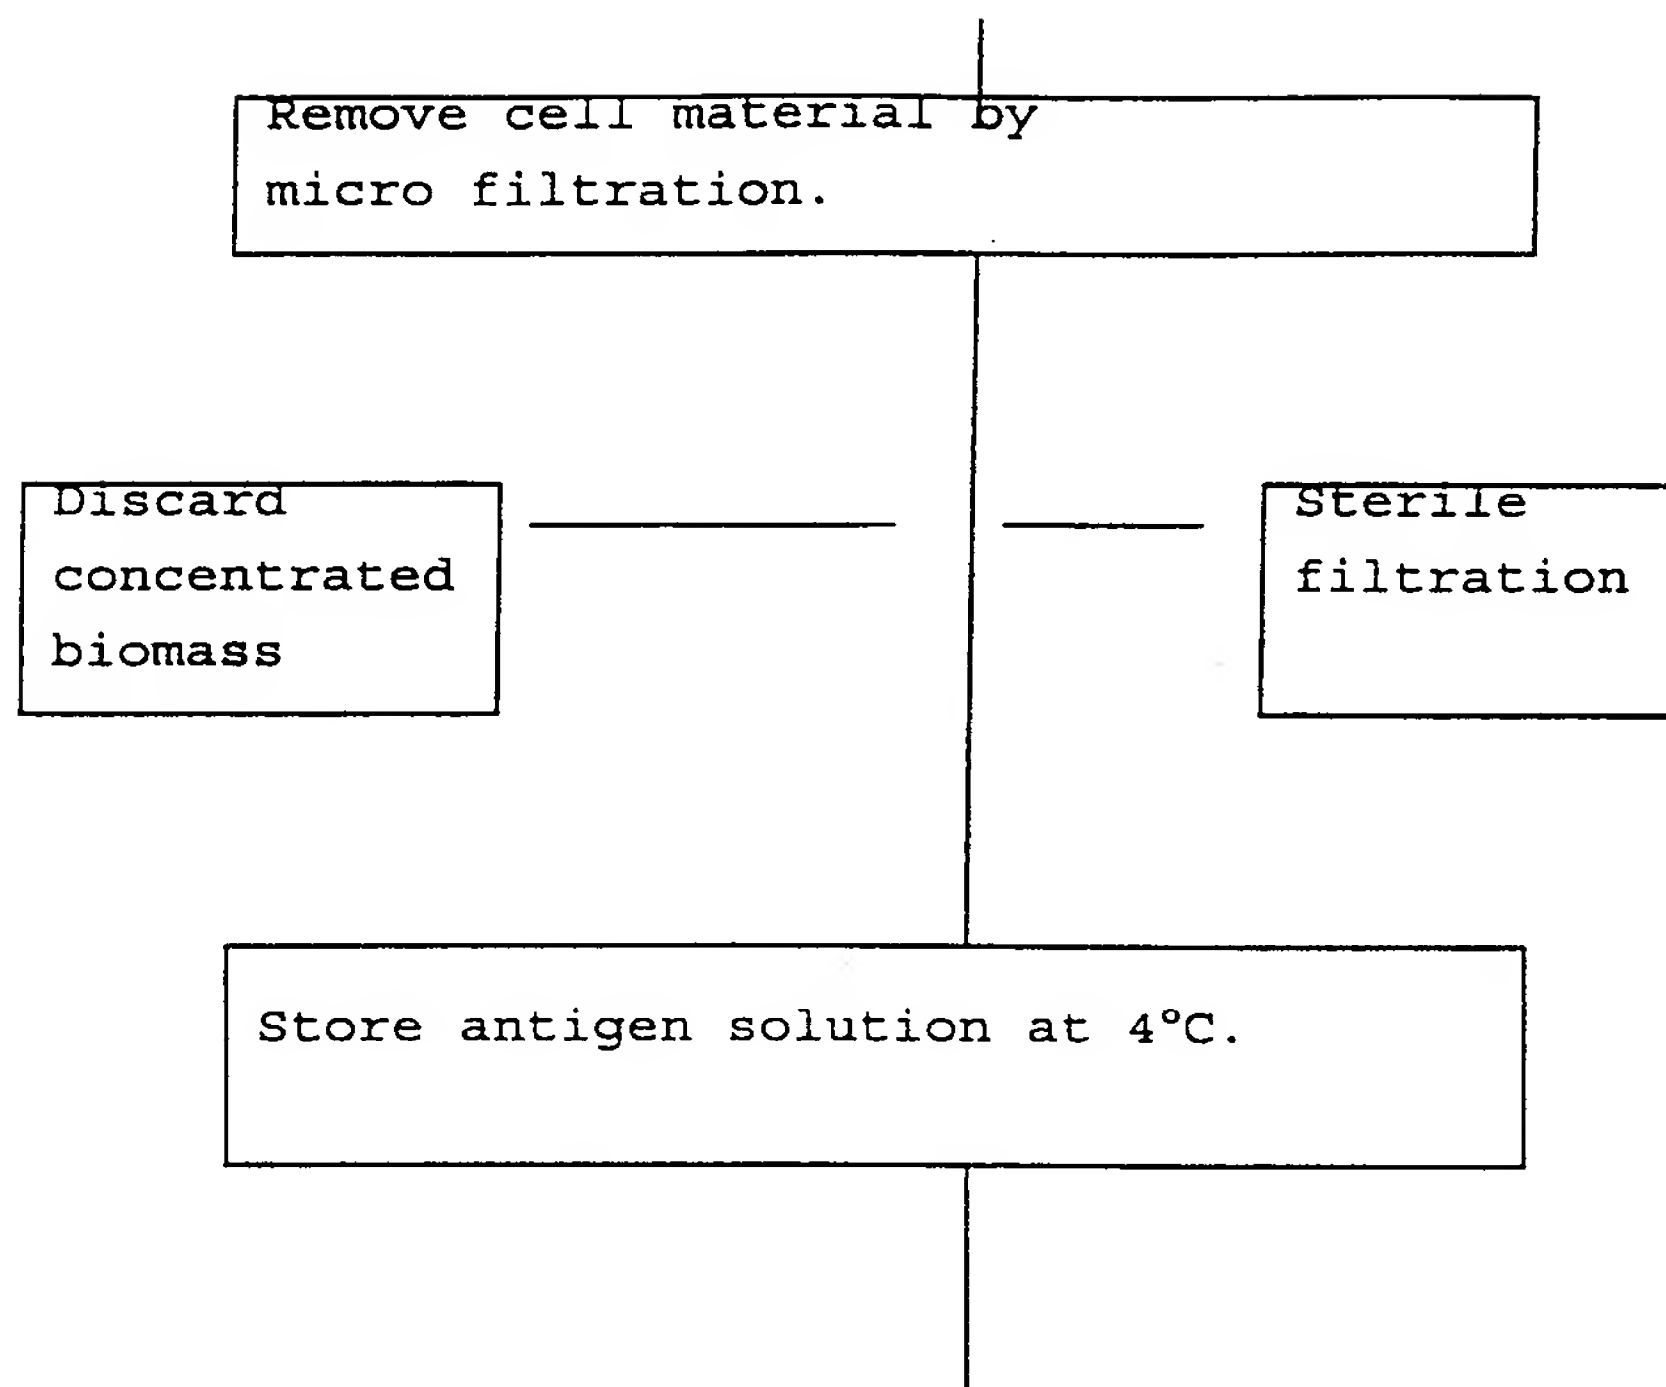 Remove cell material by
micro filtration.
Discard
concentrated
biomass
Sterile
filtration
Store antigen solution at 4°C.